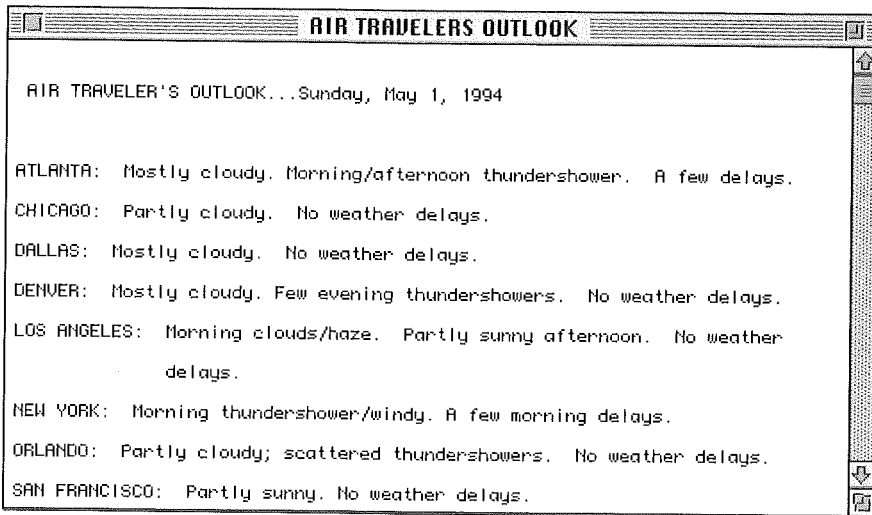 AIR TRAVELERS OUTLOOK
AIR TRAVELER'S OUTLOOK...Sunday, May 1, 1994
ATLANTA: Mostly cloudy. Morning/afternoon thundershower. A few delays.
CHICAGO: Partly cloudy. No weather delays.
DALLAS: Mostly cloudy. No weather delays.
DENVER: Mostly cloudy. Few evening thundershowers. No weather delays.
LOS ANGELES: Morning clouds/haze. Partly sunny afternoon. No weather
delays.
NEW YORK: Morning thundershower/windy. A few morning delays.
ORLANDO: Partly cloudy; scattered thundershowers. No weather delays.
SAN FRANCISCO: Partly sunny. No weather delays.